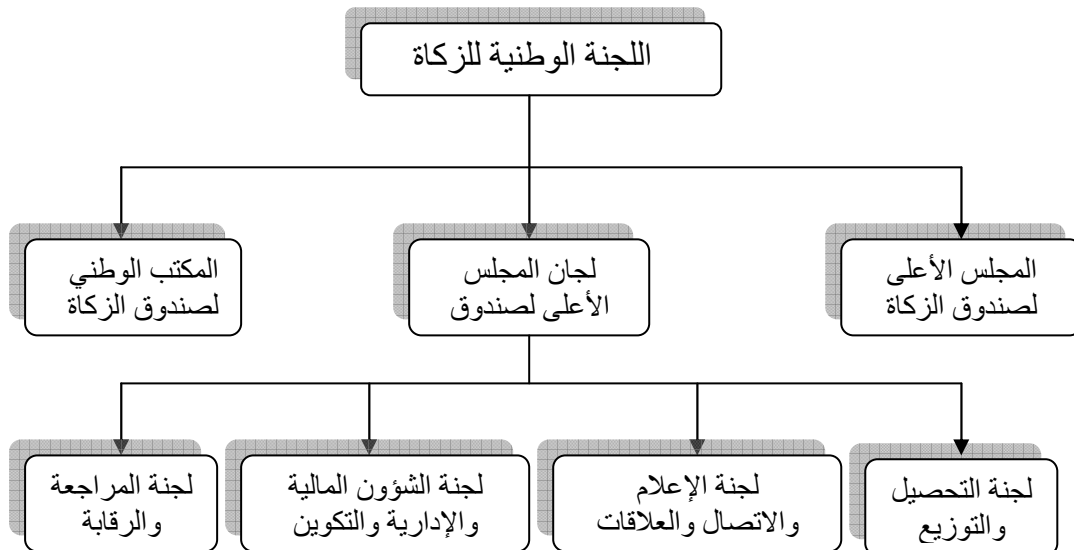 اللجنة الوطنية للزكاة
المجلس الأعلى
لصندوق الزكاة
لجان المجلس
الأعلى لصندوق
المكتب الوطني
لصندوق الزكاة
لجنة التحصيل
والتوزيع
لجنة الإعلام
والاتصال والعلاقات
لجنة الشؤون المالية
والإدارية والتكوين
لجنة المراجعة
والرقابة